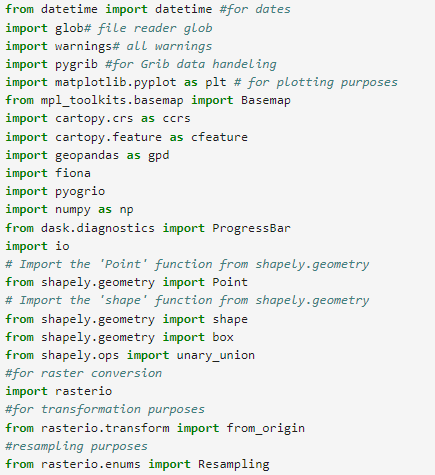 from datetime import datetime #for dates
import glob# file reader glob
import warnings# all warnings
import pygrib #for Grib data handeling
import matplotlib.pyplot as plt # for plotting purposes
from mpl_toolkits.basemap import Basemap
import cartopy.crs as ccrs
import cartopy.feature as cfeature
import geopandas as gpd
import fiona
import pyogrio
import numpy as np
from dask.diagnostics import ProgressBar
import io
# Import the 'Point' function from shapely.geometry
from shapely.geometry import Point
# Import the 'shape' function from shapely.geometry
from shapely.geometry import shape
from shapely.geometry import box
from shapely.ops import unary_union
#for raster conversion
import rasterio
#for transformation purposes
from rasterio.transform import from_origin
#resampling purposes
from rasterio.enums import Resampling